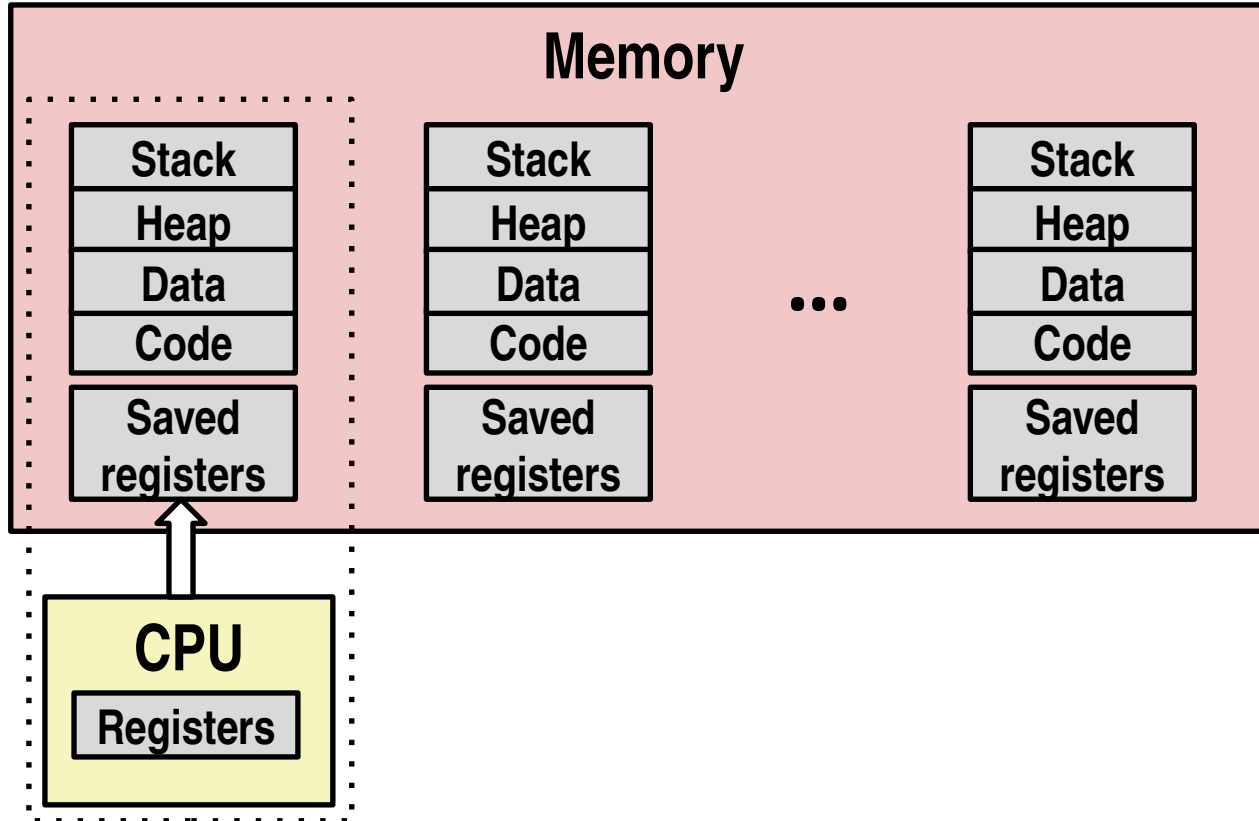 Memory
Stack
Heap
Data
Code
Saved
registers
Stack
Heap
Data
Code
Saved
registers
...
Stack
Heap
Data
Code
Saved
registers
CPU
Registers